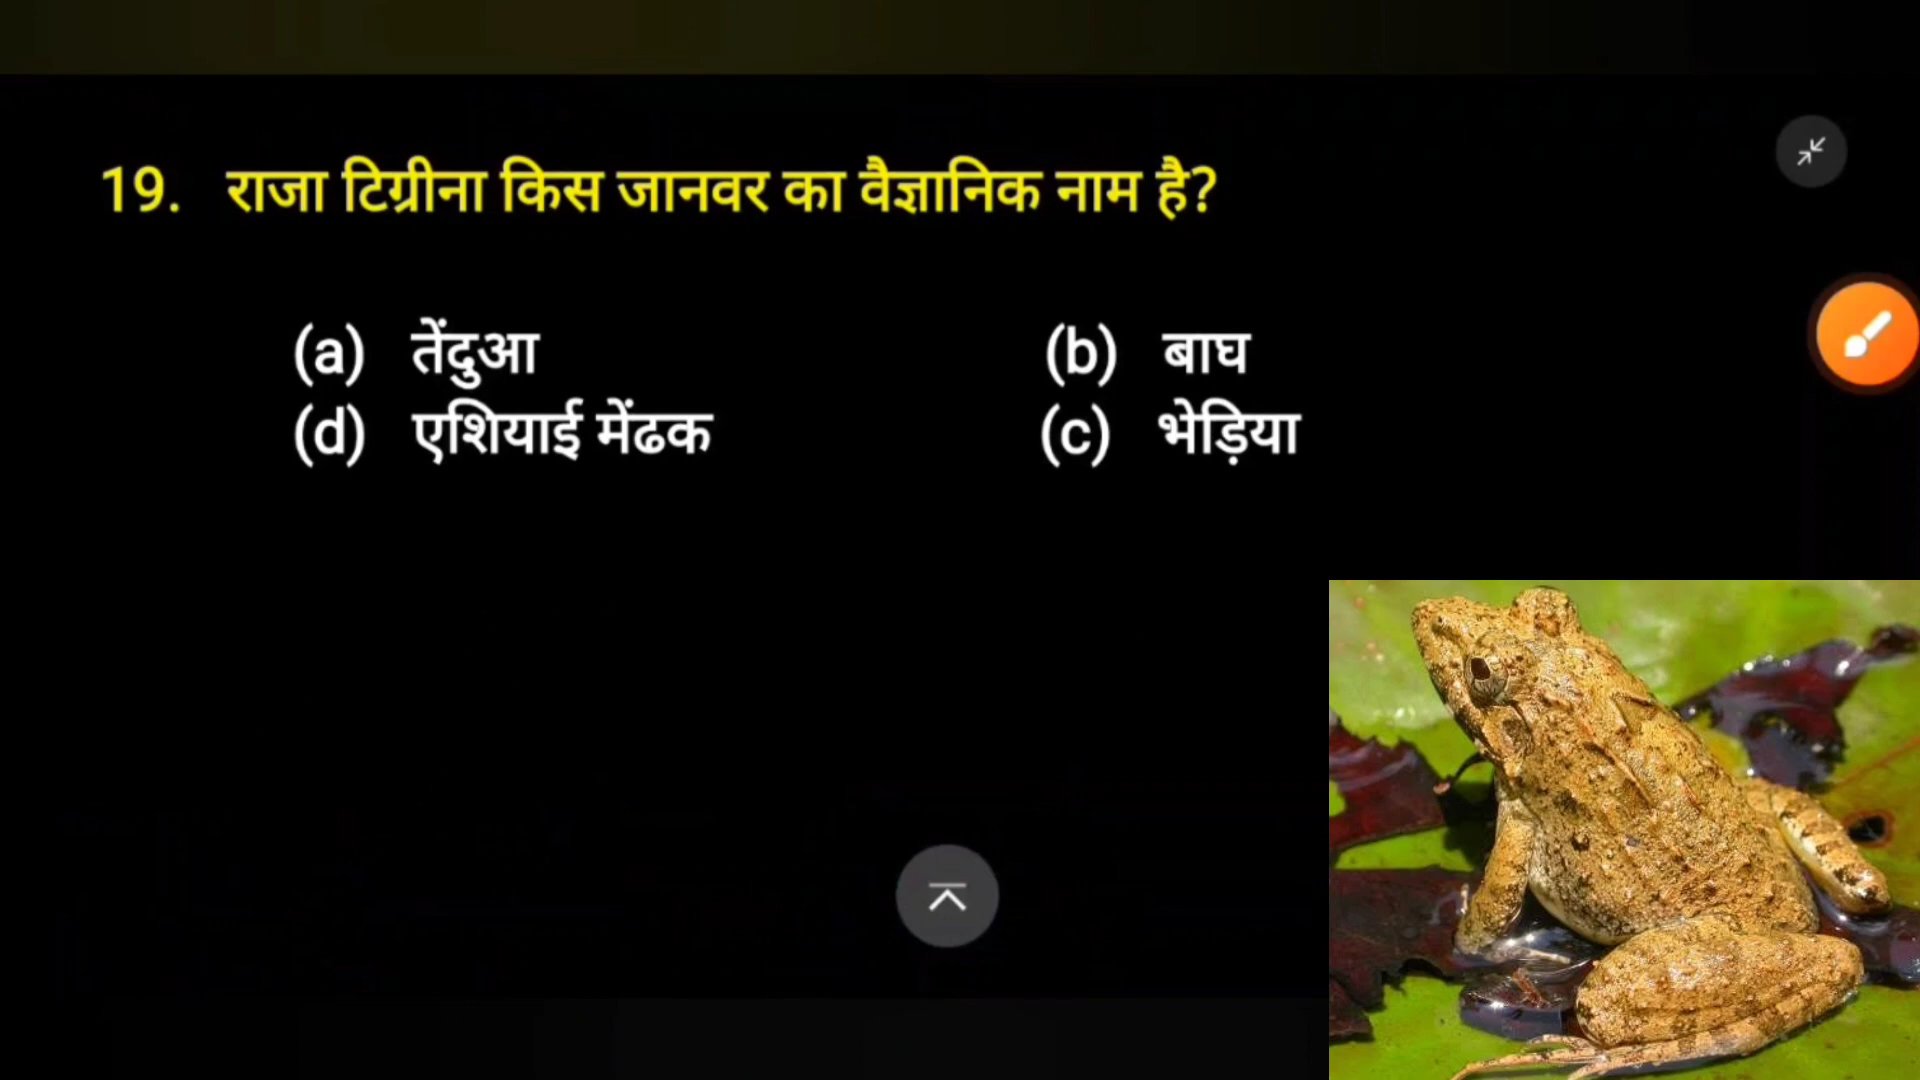 19. राजा टिग्रीना किस जानवर का वैज्ञानिक नाम है?
(a) तेंदुआ (b) बाघ
(d) एशियाई मेंढक (c) भेड़िया